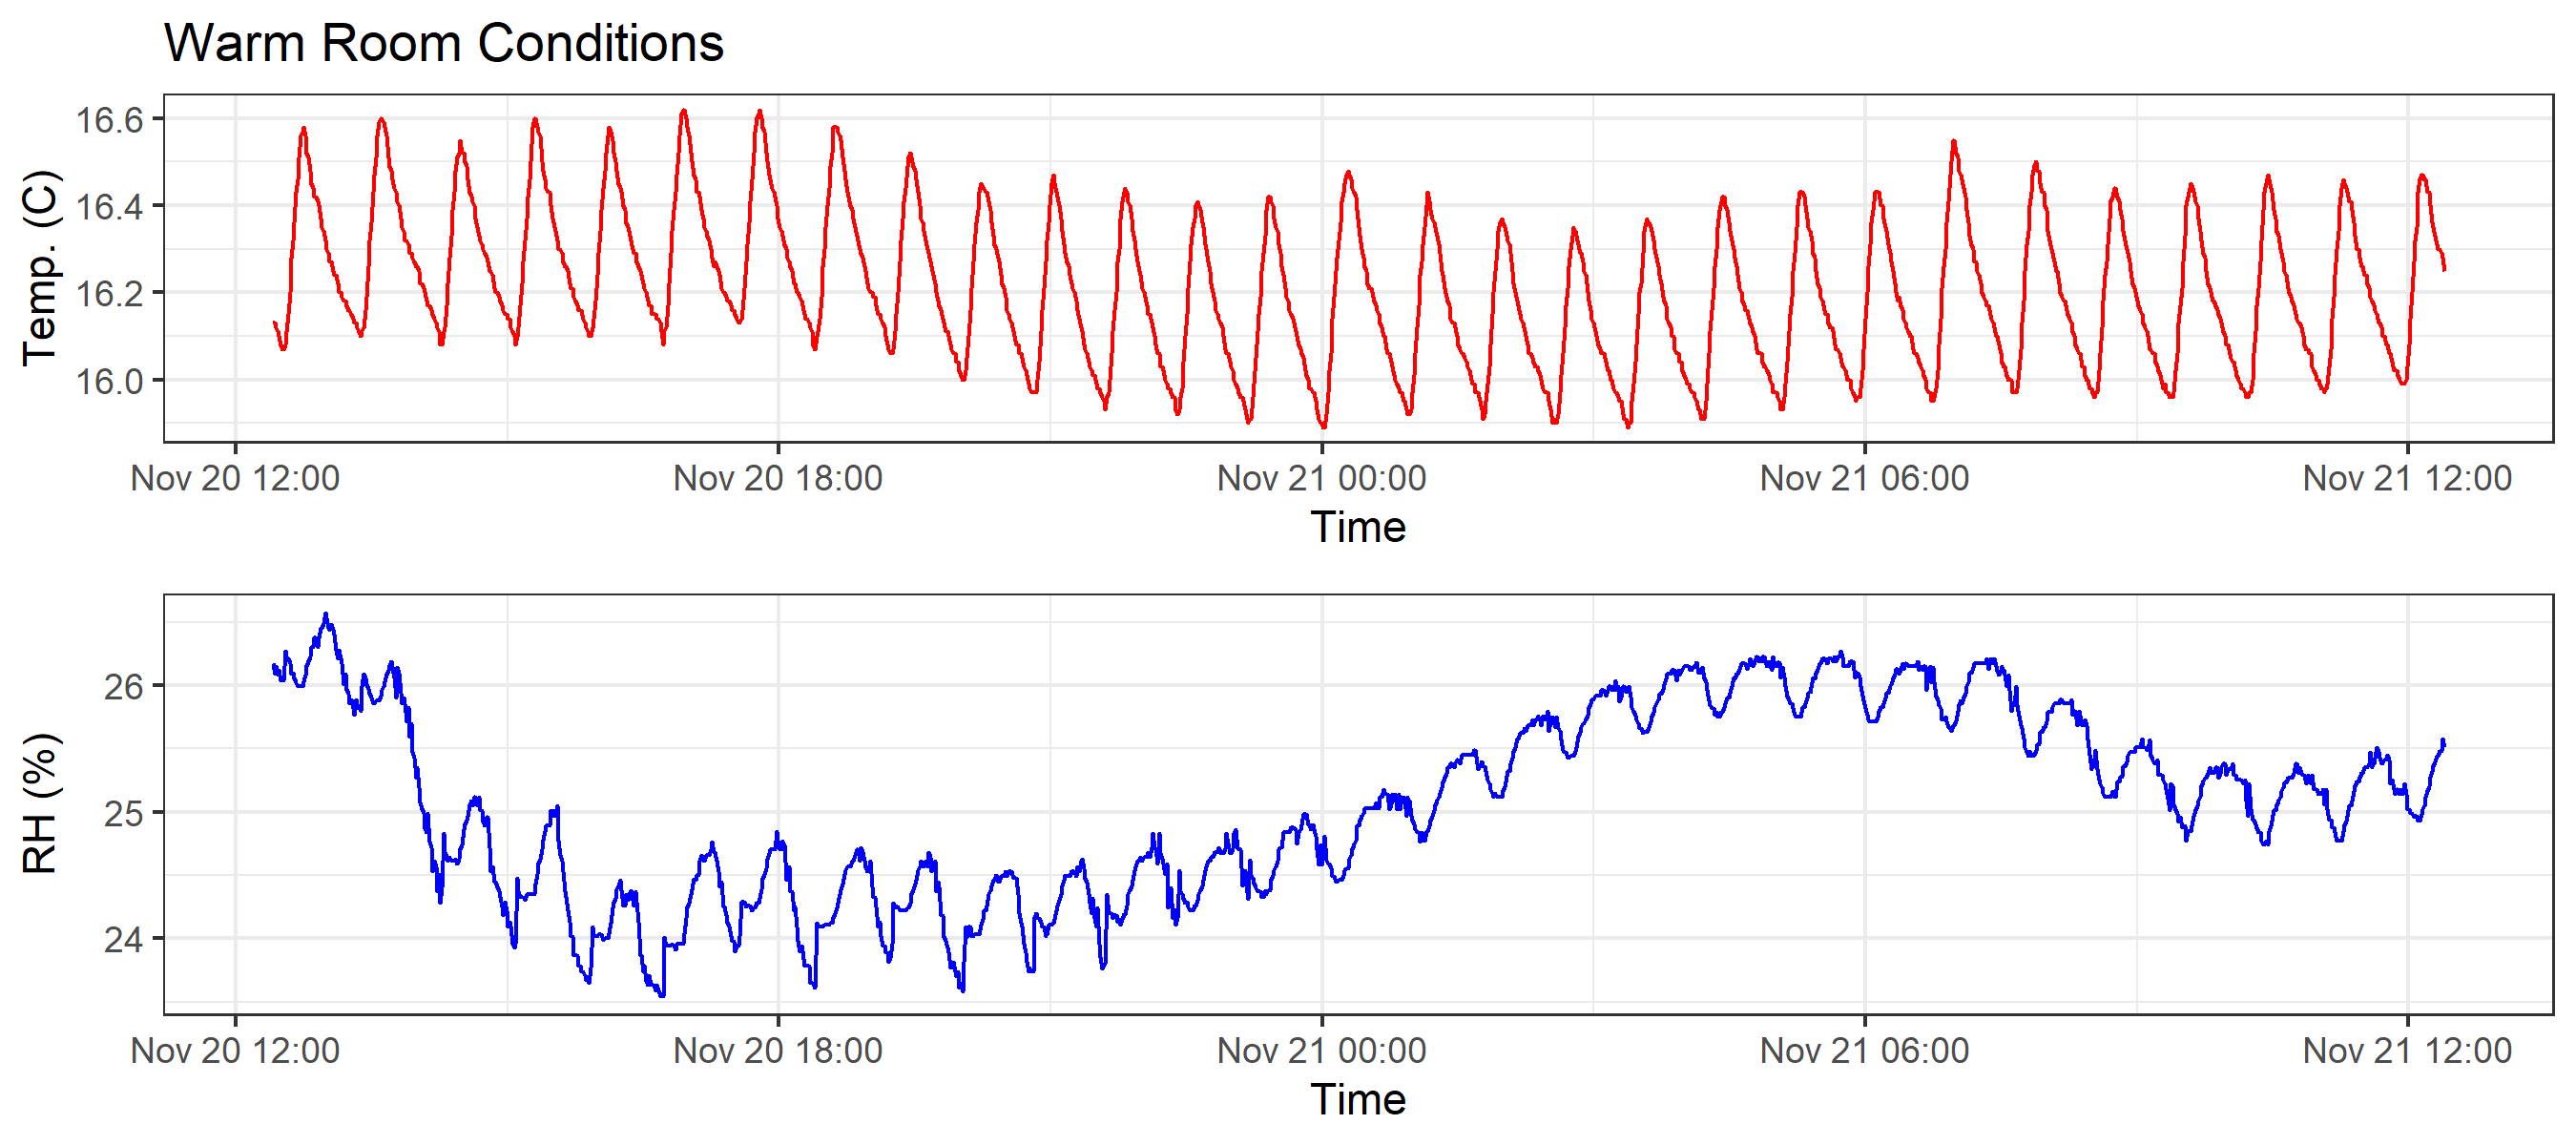 Warm Room Conditions
Temp. (C)
16.6
16.4
16.2
16.0
Nov 20 12:00 Nov 20 18:00 Nov 21 00:00 Nov 21 06:00 Nov 21 12:00
Time
RH (%)
26
25
24
Nov 20 12:00 Nov 20 18:00 Nov 21 00:00 Nov 21 06:00 Nov 21 12:00
Time